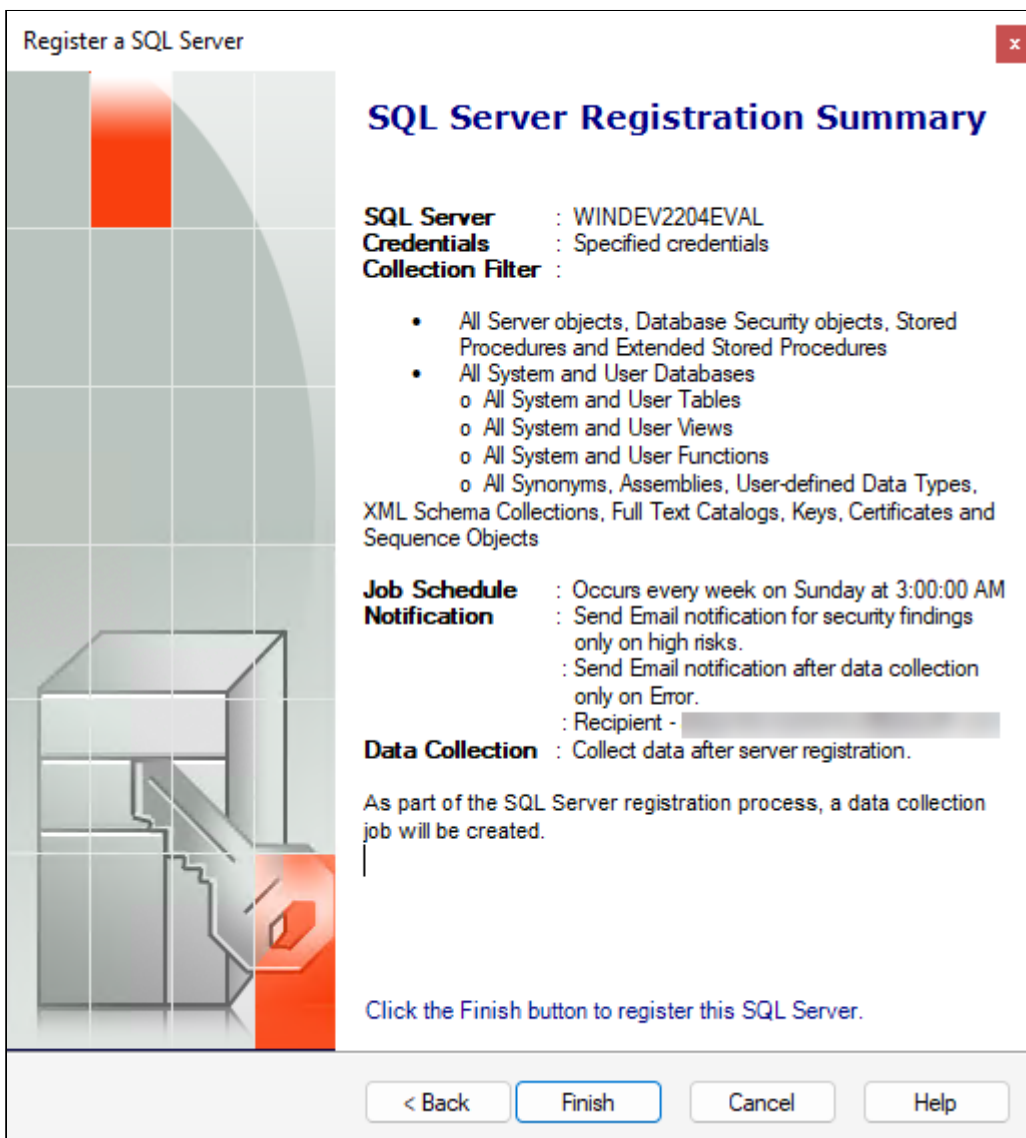 Register a SQL Server
x
SQL Server Registration Summary
SQL Server : WINDEV2204EVAL
Credentials : Specified credentials
Collection Filter :
• All Server objects, Database Security objects, Stored
Procedures and Extended Stored Procedures
• All System and User Databases
o All System and User Tables
o All System and User Views
o All System and User Functions
o All Synonyms, Assemblies, User-defined Data Types,
XML Schema Collections, Full Text Catalogs, Keys, Certificates and
Sequence Objects
Job Schedule : Occurs every week on Sunday at 3:00:00 AM
Notification : Send Email notification for security findings
only on high risks.
: Send Email notification after data collection
only on Error.
: Recipient -
Data Collection : Collect data after server registration.
As part of the SQL Server registration process, a data collection
job will be created.
Click the Finish button to register this SQL Server.
< Back Finish Cancel Help